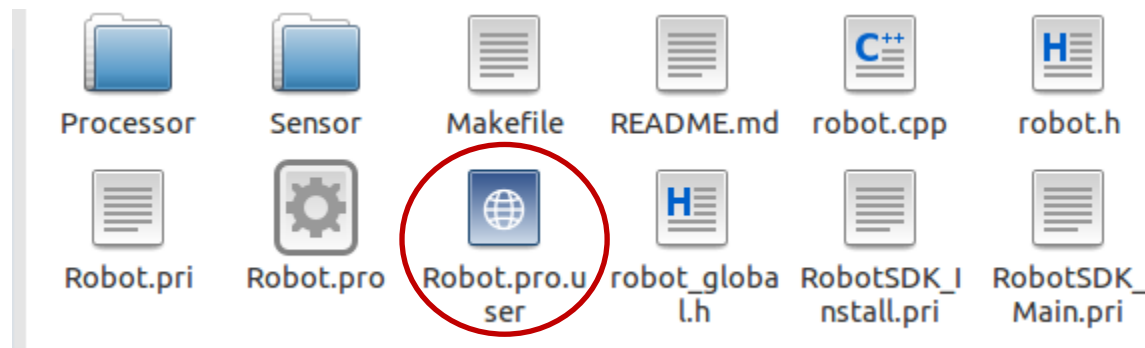 C++
H
Processor
Sensor
Makefile
README.md
robot.cpp
robot.h
H
Robot.pri
Robot.pro
Robot.pro.u
ser
robot_globa
l.h
RobotSDK_I
nstall.pri
RobotSDK_
Main.pri